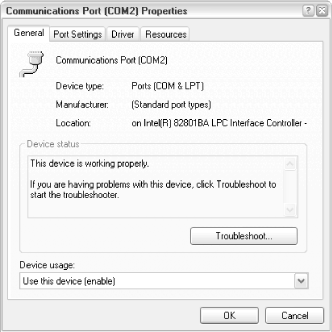 Communications Port (COM2) Properties
General Port Settings Driver Resources
Communications Port (COM2)
Device type: Ports (COM & LPT)
Manufacturer: (Standard port types)
Location: on Intel(R) 82801BA LPC Interface Controller -
Device status
This device is working properly.
If you are having problems with this device, click Troubleshoot to
start the troubleshooter.
Troubleshoot...
Device usage:
Use this device (enable)
OK Cancel